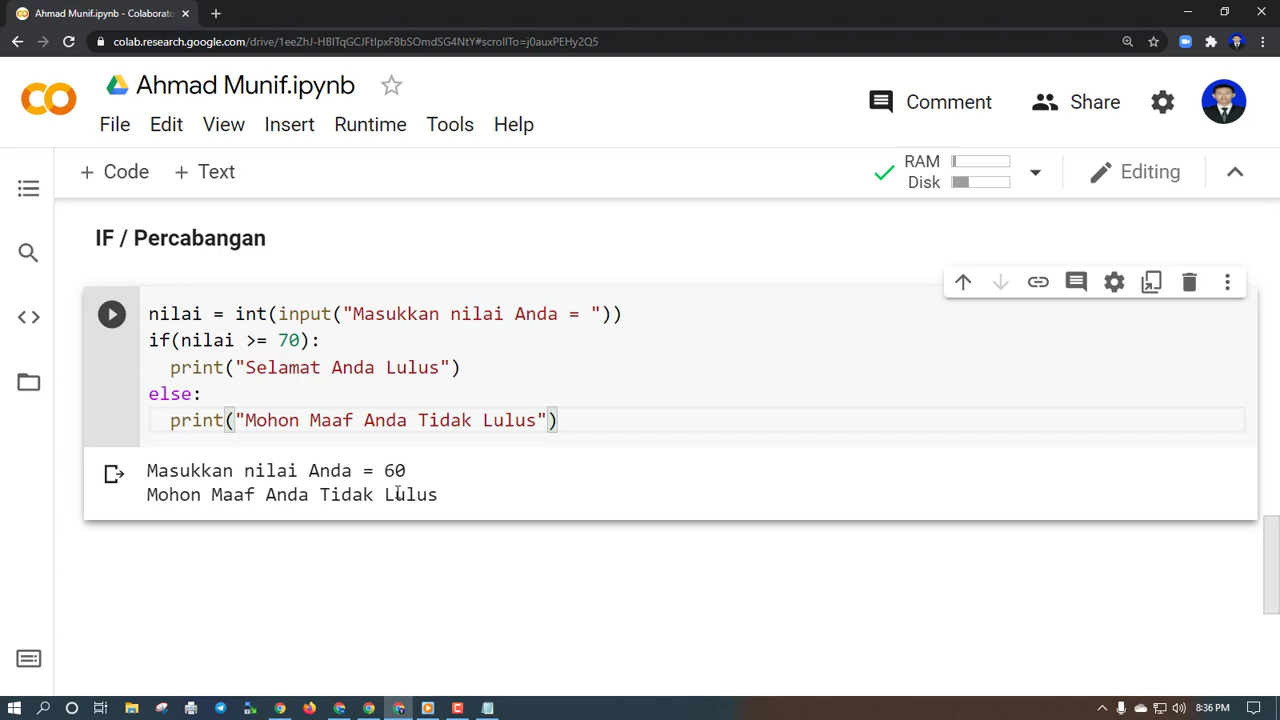 Ahmad Munif.ipynb - Colaborato
colab.research.google.com/drive/1eeZhJ-HBITqGCJFtlpxF8bSOmdSG4NtY#scrollTo=j0auxPEHy2Q5
Ahmad Munif.ipynb
Comment
Share
File Edit View Insert Runtime Tools Help
+ Code
+ Text
RAM
Disk
Editing
IF / Percabangan
nilai = int(input("Masukkan nilai Anda = "))
if(nilai >= 70):
print("Selamat Anda Lulus")
else:
print("Mohon Maaf Anda Tidak Lulus")
Masukkan nilai Anda = 60
Mohon Maaf Anda Tidak Lulus
8:36 PM